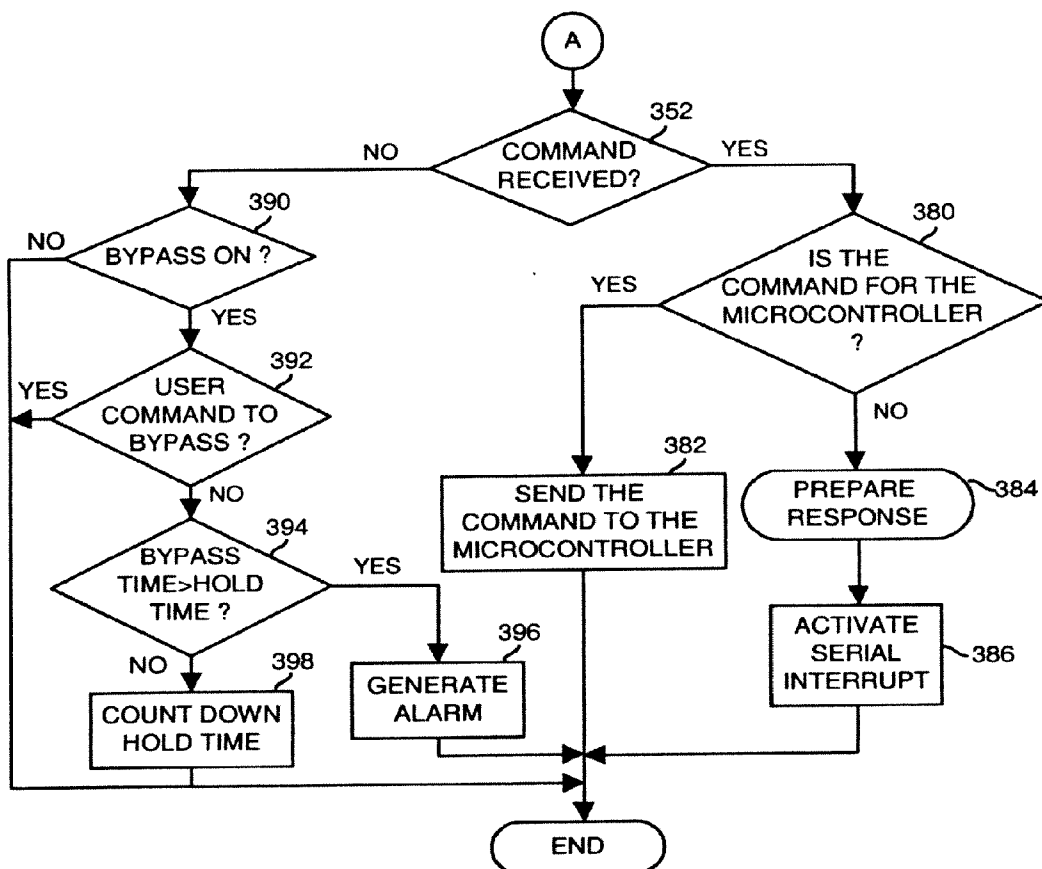 A
352
COMMAND
RECEIVED?
NO
YES
390
BYPASS ON ?
NO
YES
380
IS THE
COMMAND FOR THE
MICROCONTROLLER
?
YES
NO
392
USER
COMMAND TO
BYPASS ?
YES
NO
382
SEND THE
COMMAND TO THE
MICROCONTROLLER
PREPARE
RESPONSE
384
394
BYPASS
TIME>HOLD
TIME ?
YES
NO
396
GENERATE
ALARM
ACTIVATE
SERIAL
INTERRUPT
386
398
COUNT DOWN
HOLD TIME
END